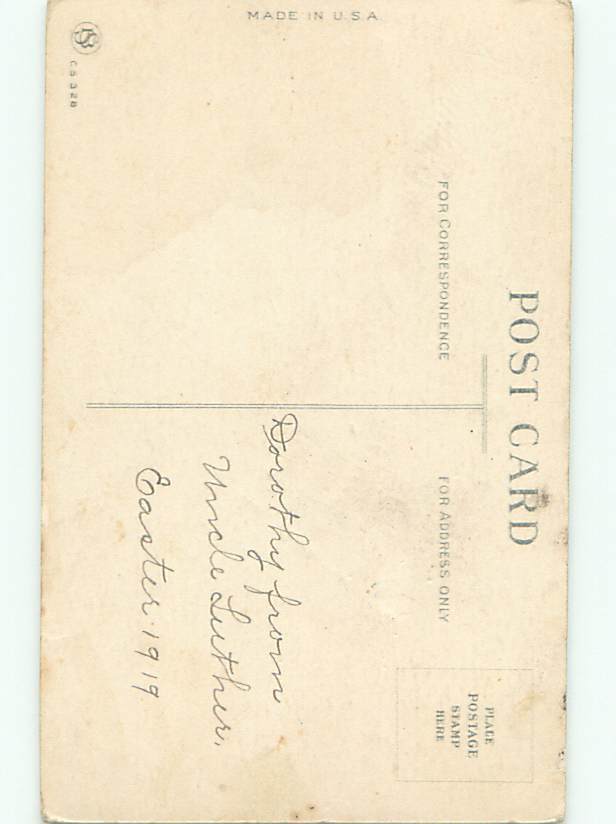 MADE IN U.S.A.
POST CARD
FOR CORRESPONDENCE
FOR ADDRESS ONLY
PLACE
POSTAGE
STAMP
HERE
Dorothy from
Uncle Luther,
Easter 1919
CS 328